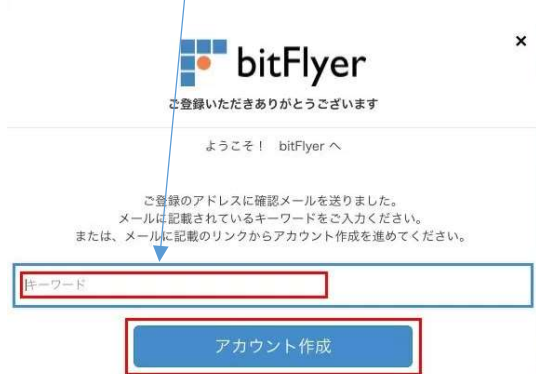 ×
bitFlyer
ご登録いただきありがとうございます
ようこそ！ bitFlyer へ
ご登録のアドレスに確認メールを送りました。
メールに記載されているキーワードをご入力ください。
または、メールに記載のリンクからアカウント作成を進めてください。
キーワード
アカウント作成